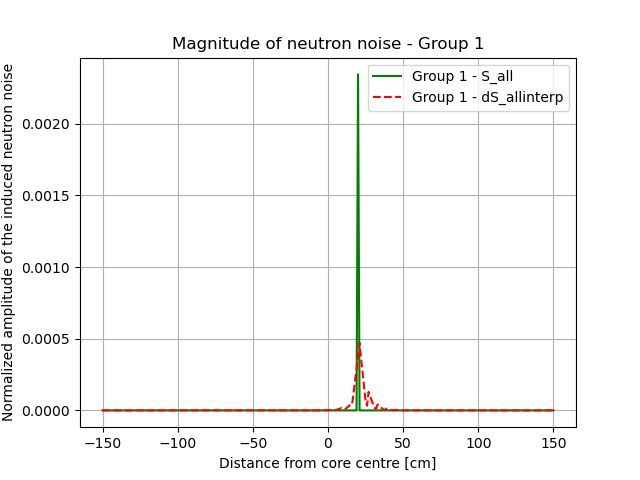 Magnitude of neutron noise - Group 1
Group 1 - S_all
Group 1 - dS_allinterp
Normalized amplitude of the induced neutron noise
0.0020
0.0015
0.0010
0.0005
0.0000
−150 −100 −50 0 50 100 150
Distance from core centre [cm]